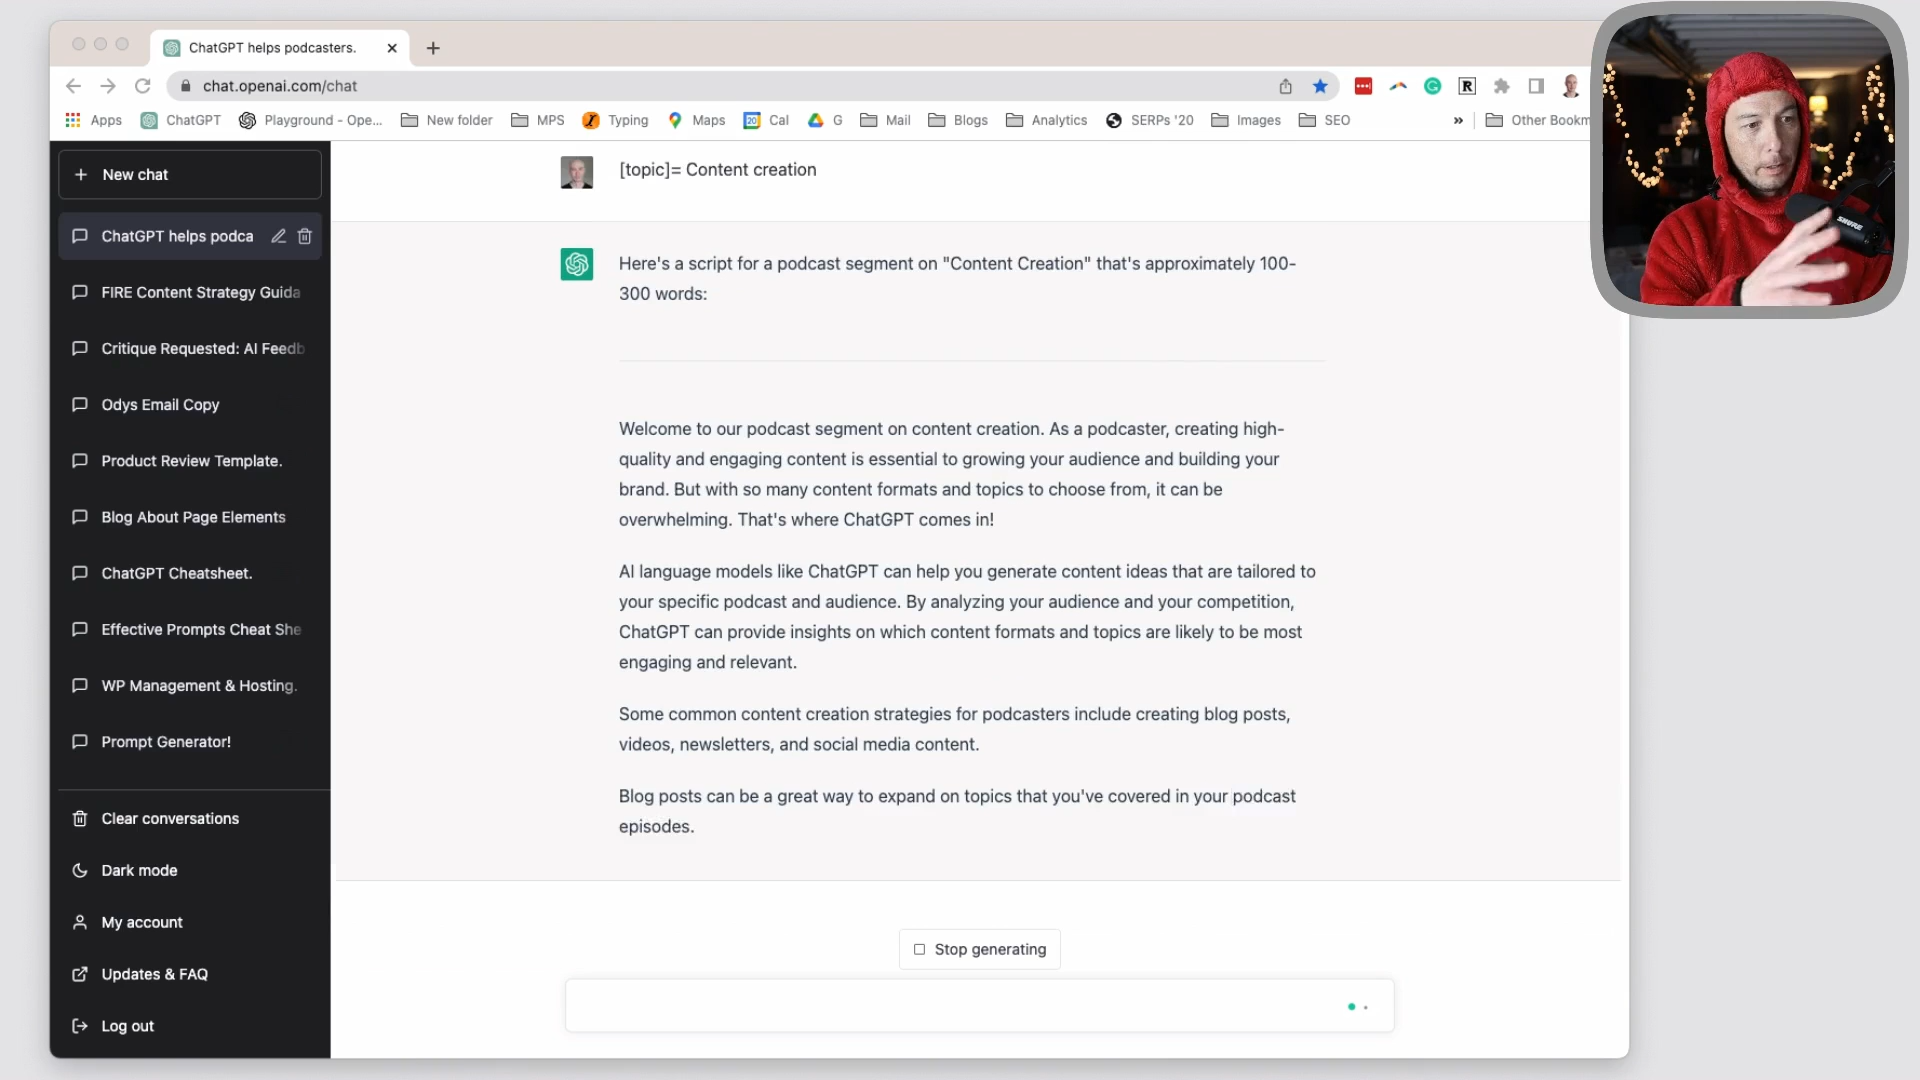 ChatGPT helps podcasters.
chat.openai.com/chat
Apps ChatGPT Playground - Ope... New folder MPS Typing Maps Cal G Mail Blogs Analytics SERPs '20 Images SEO » Other Bookm
New chat
ChatGPT helps podca
FIRE Content Strategy Guida
Critique Requested: AI Feedb
Odys Email Copy
Product Review Template.
Blog About Page Elements
ChatGPT Cheatsheet.
Effective Prompts Cheat She
WP Management & Hosting.
Prompt Generator!
Clear conversations
Dark mode
My account
Updates & FAQ
Log out
[topic]= Content creation
Here's a script for a podcast segment on "Content Creation" that's approximately 100-
300 words:
Welcome to our podcast segment on content creation. As a podcaster, creating high-
quality and engaging content is essential to growing your audience and building your
brand. But with so many content formats and topics to choose from, it can be
overwhelming. That's where ChatGPT comes in!
AI language models like ChatGPT can help you generate content ideas that are tailored to
your specific podcast and audience. By analyzing your audience and your competition,
ChatGPT can provide insights on which content formats and topics are likely to be most
engaging and relevant.
Some common content creation strategies for podcasters include creating blog posts,
videos, newsletters, and social media content.
Blog posts can be a great way to expand on topics that you've covered in your podcast
episodes.
Stop generating
SHURE